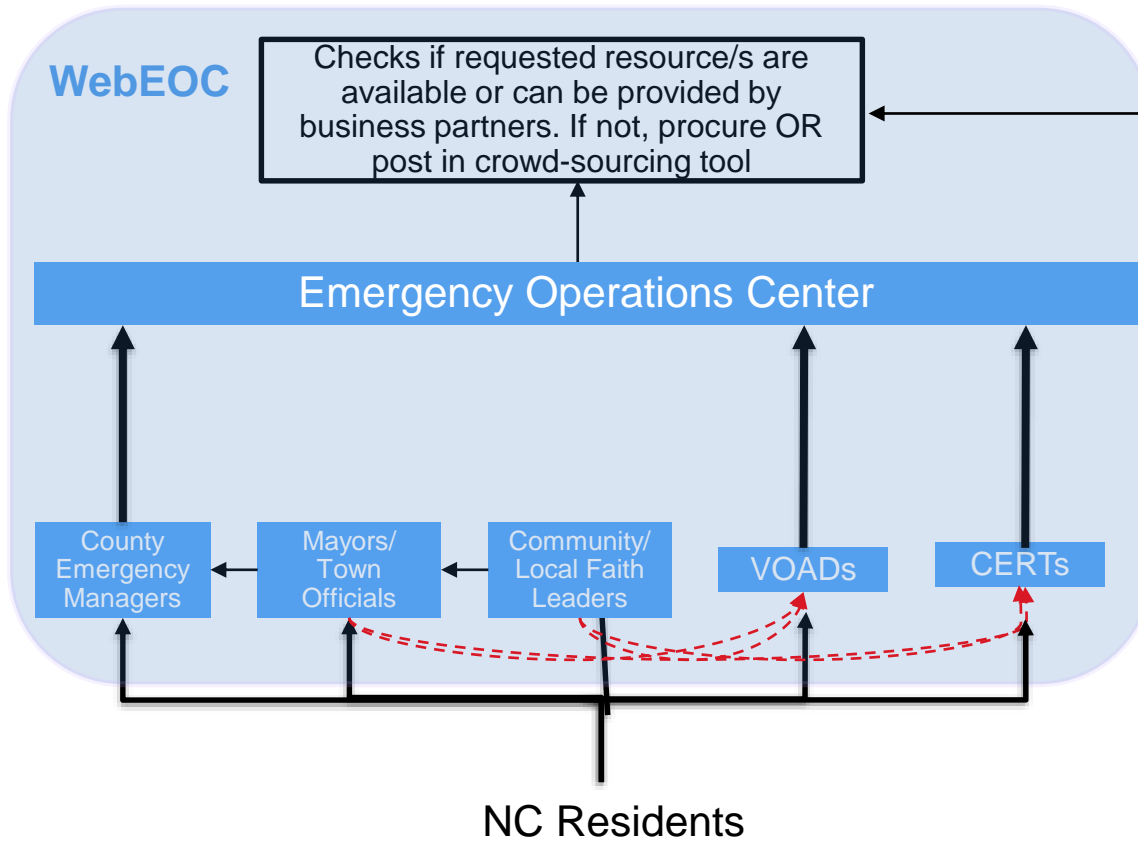 WebEOC
Checks if requested resource/s are
available or can be provided by
business partners. If not, procure OR
post in crowd-sourcing tool
Emergency Operations Center
County
Emergency
Managers
Mayors/
Town
Officials
Community/
Local Faith
Leaders
VOADs
CERTs
NC Residents